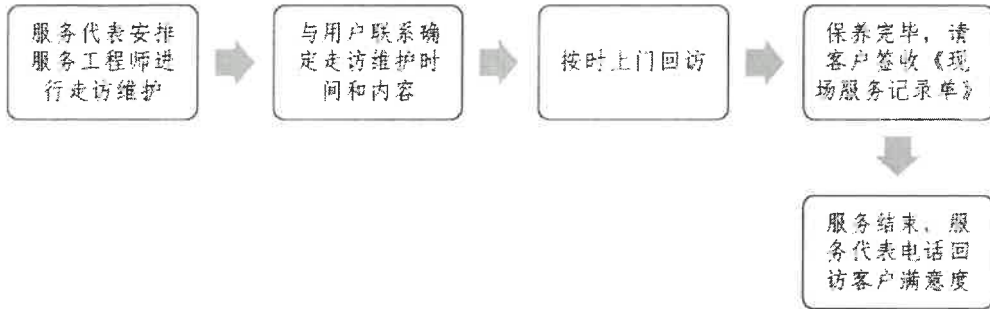 服务代表安排
服务工程师进
行走访维护
与用户联系确
定走访维护时
间和内容
按时上门回访
保养完毕，请
客户签收《现
场服务记录单》
服务结束，服
务代表电话回
访客户满意度